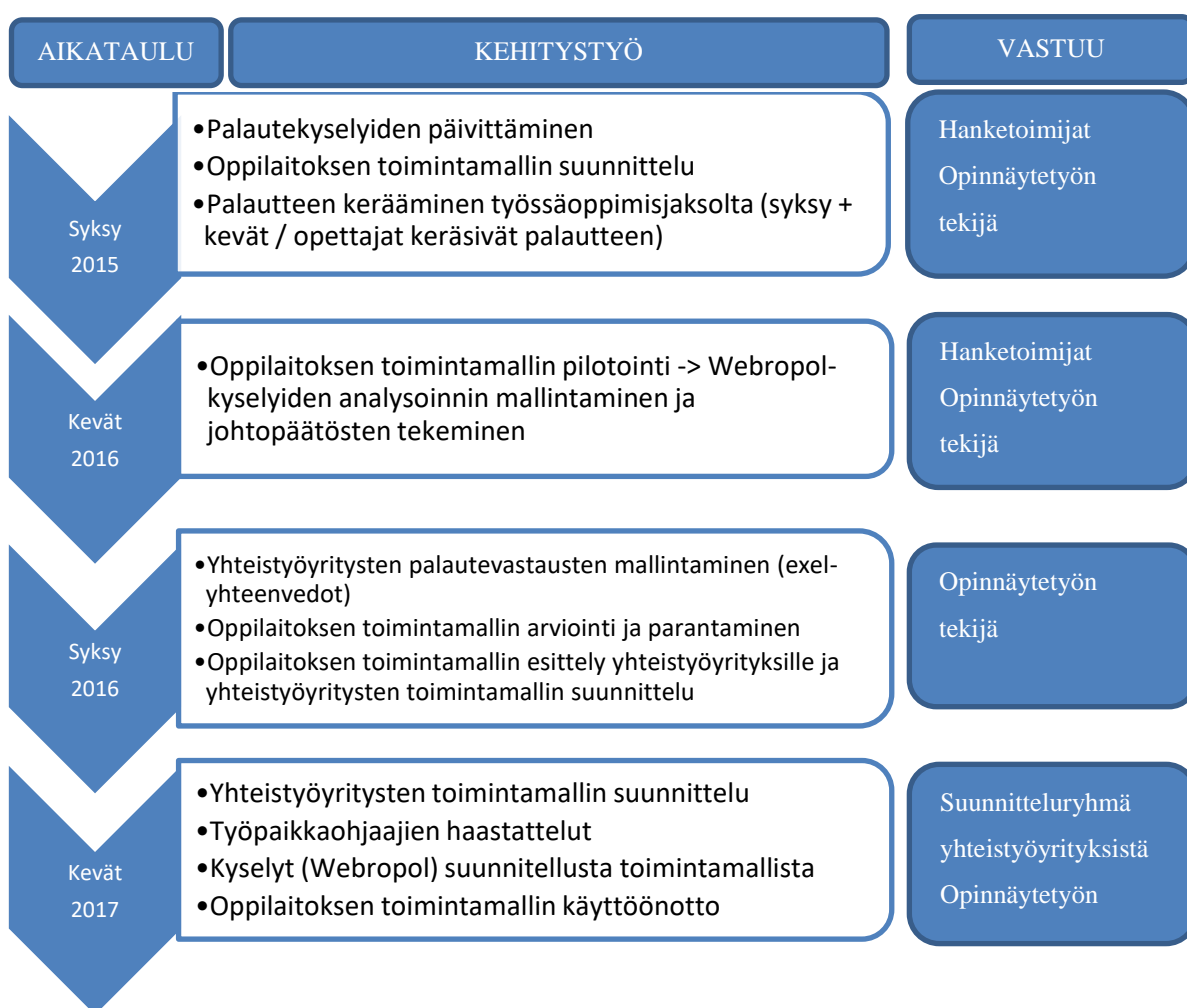 AIKATAULU
KEHITYSTYÖ
VASTUU
Syksy
2015
•Palautekyselyiden päivittäminen
•Oppilaitoksen toimintamallin suunnittelu
•Palautteen kerääminen työssäoppimisjaksolta (syksy +
kevät / opettajat keräsivät palautteen)
Hanketoimijat
Opinnäytetyön
tekijä
Kevät
2016
•Oppilaitoksen toimintamallin pilotointi -> Webropol-
kyselyiden analysoinnin mallintaminen ja
johtopäätösten tekeminen
Hanketoimijat
Opinnäytetyön
tekijä
Syksy
2016
•Yhteistyöyritysten palautevastausten mallintaminen (exel-
yhteenvedot)
•Oppilaitoksen toimintamallin arviointi ja parantaminen
•Oppilaitoksen toimintamallin esittely yhteistyöyrityksille ja
yhteistyöyritysten toimintamallin suunnittelu
Opinnäytetyön
tekijä
Kevät
2017
•Yhteistyöyritysten toimintamallin suunnittelu
•Työpaikkaohjaajien haastattelut
•Kyselyt (Webropol) suunnitellusta toimintamallista
•Oppilaitoksen toimintamallin käyttöönotto
Suunnitteluryhmä
yhteistyöyrityksistä
Opinnäytetyön